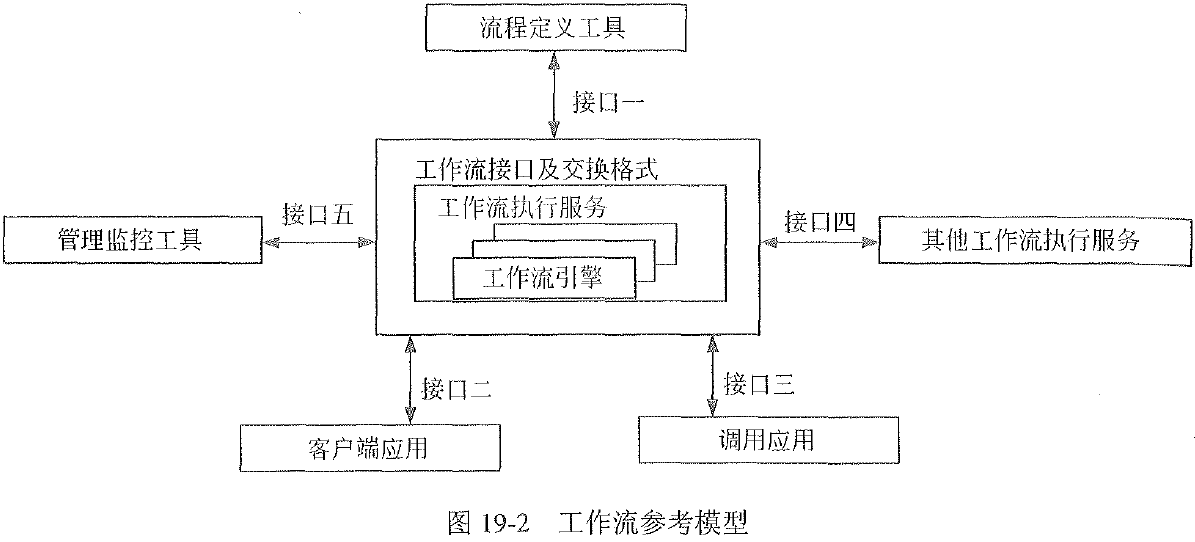 流程定义工具
接口一
工作流接口及交换格式
工作流执行服务
工作流引擎
接口五
管理监控工具
接口四
其他工作流执行服务
接口二
接口三
客户端应用
调用应用
图 19-2 工作流参考模型